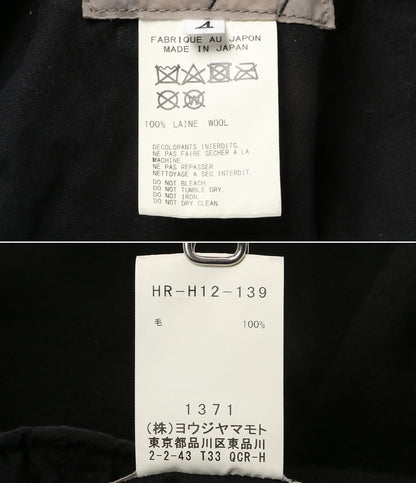 FABRIQUE AU JAPON
MADE IN JAPAN
100% LAINE WOOL
DECOLORANTS INTERDITS.
NE PAS FAIRE SECHER A LA
MACHINE.
NE PAS REPASSER.
NETTOYAGE A SEC INTERDIT.
DO NOT BLEACH.
DO NOT TUMBLE DRY.
DO NOT IRON.
DO NOT DRY CLEAN.
HR-H12-139
毛 100%
1371
(株)ヨウジヤマモト
東京都品川区東品川
2-2-43 T33 QCR-H